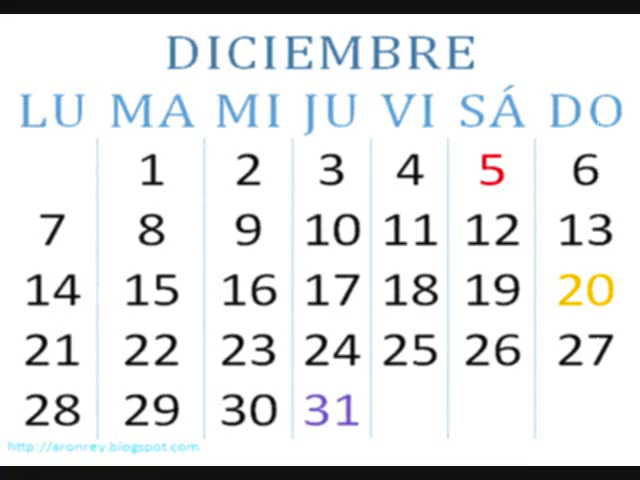 DICIEMBRE
LU MA MI JU VI SÁ DO
1 2 3 4 5 6
7 8 9 10 11 12 13
14 15 16 17 18 19 20
21 22 23 24 25 26 27
28 29 30 31
http://aronrey.blogspot.com